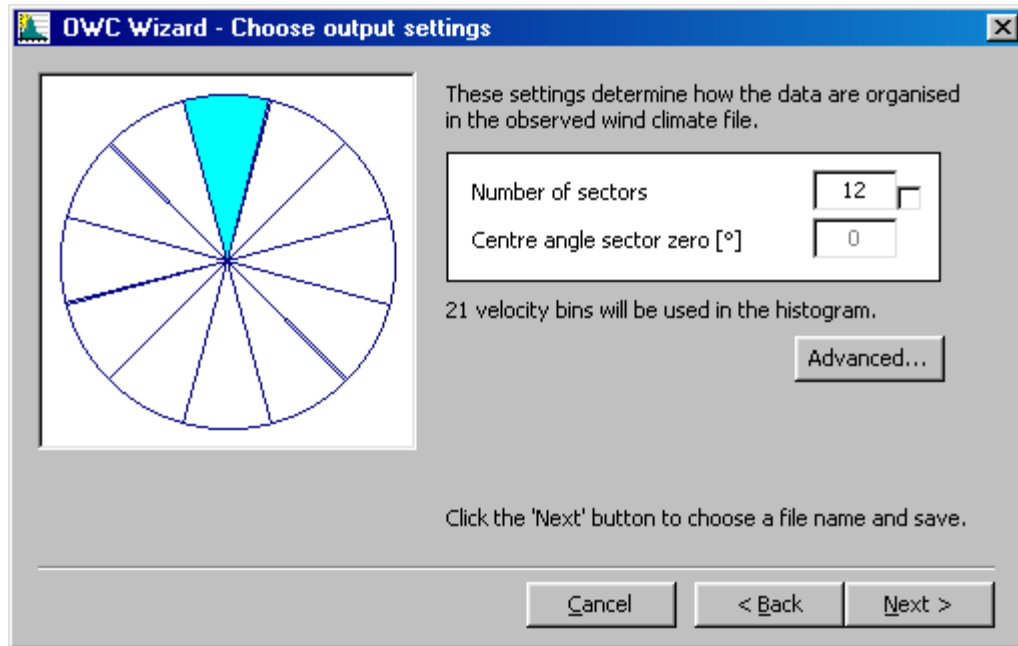 OWC Wizard - Choose output settings
These settings determine how the data are organised
in the observed wind climate file.
Number of sectors 12
Centre angle sector zero [°] 0
21 velocity bins will be used in the histogram.
Advanced...
Click the 'Next' button to choose a file name and save.
Cancel < Back Next >